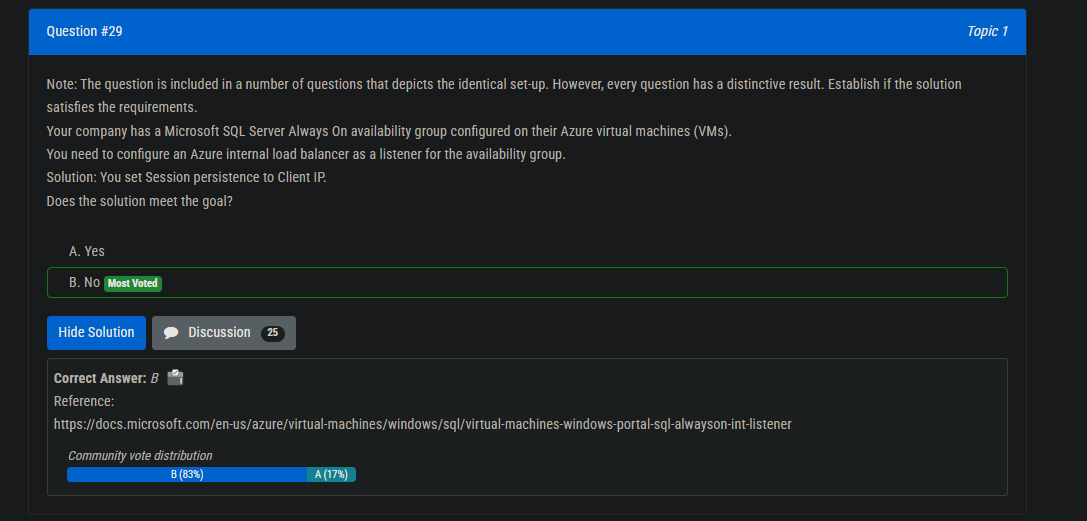 Question #29
Topic 1
Note: The question is included in a number of questions that depicts the identical set-up. However, every question has a distinctive result. Establish if the solution
satisfies the requirements.
Your company has a Microsoft SQL Server Always On availability group configured on their Azure virtual machines (VMs).
You need to configure an Azure internal load balancer as a listener for the availability group.
Solution: You set Session persistence to Client IP.
Does the solution meet the goal?
A. Yes
B. No Most Voted
Hide Solution
Discussion 25
Correct Answer: B
Reference:
https://docs.microsoft.com/en-us/azure/virtual-machines/windows/sql/virtual-machines-windows-portal-sql-alwayson-int-listener
Community vote distribution
B (83%) A (17%)